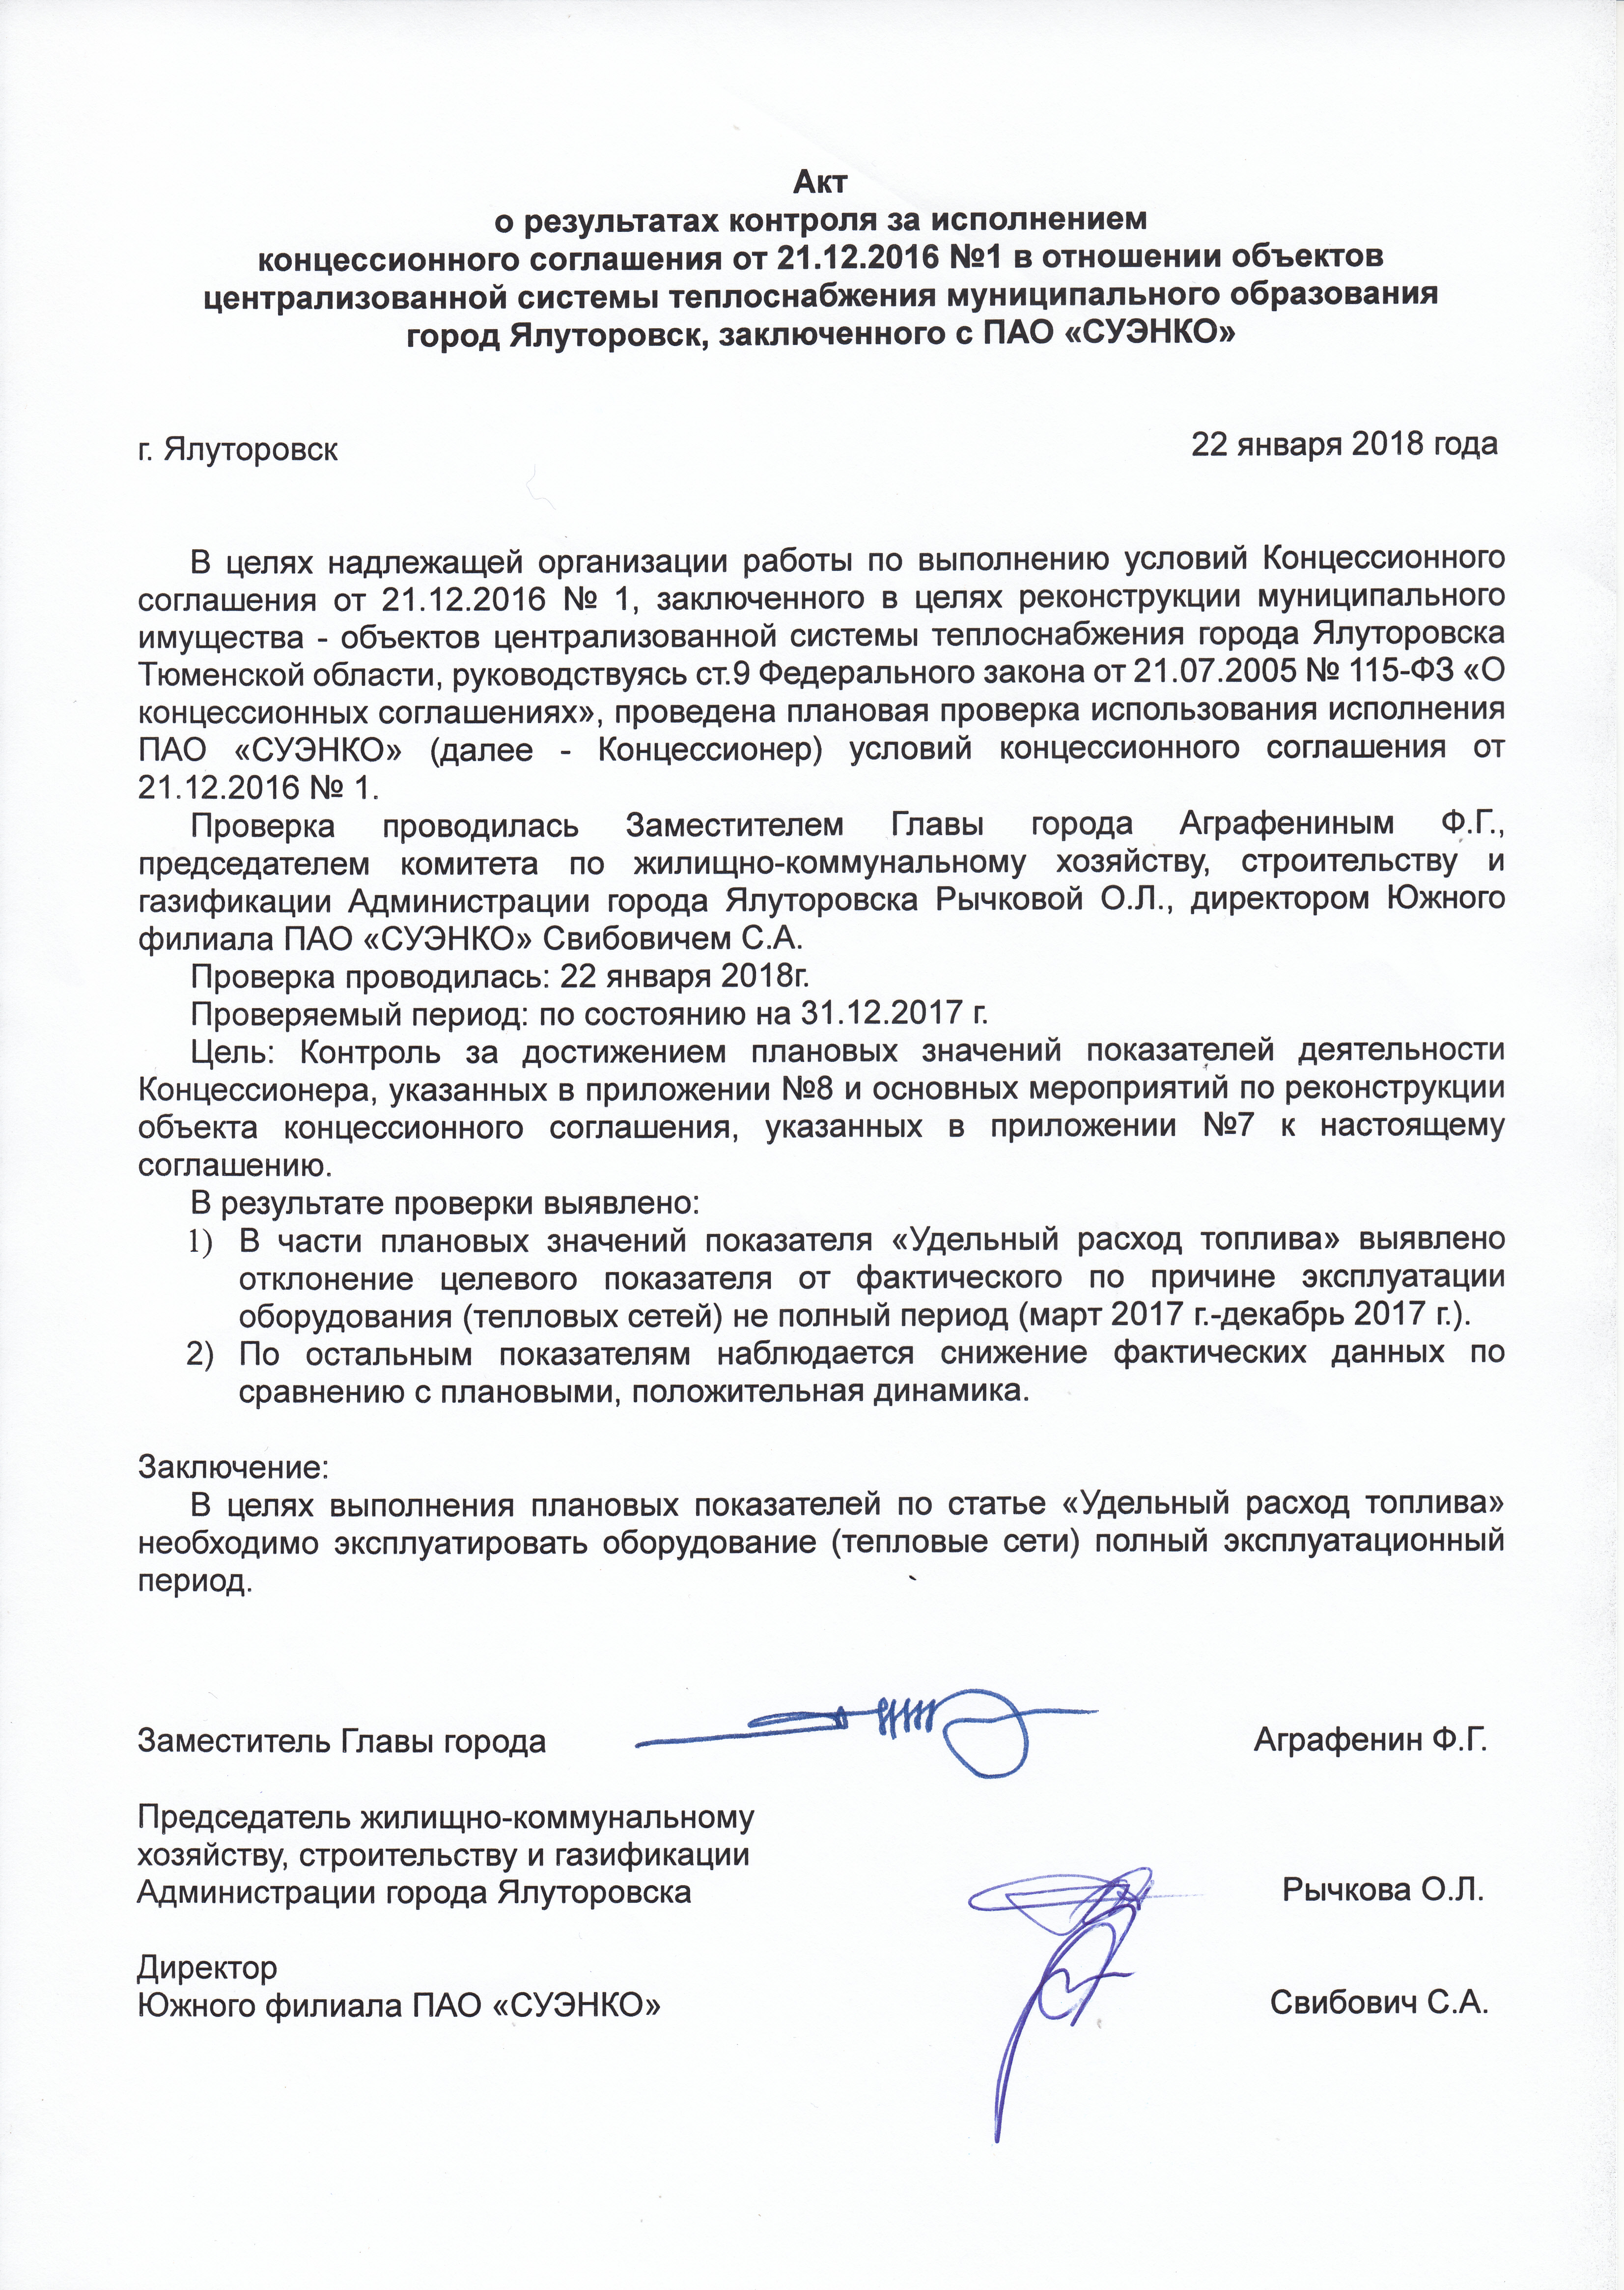 Акт
о результатах контроля за исполнением
концессионного соглашения от 21.12.2016 №1 в отношении объектов
централизованной системы теплоснабжения муниципального образования
город Ялуторовск, заключенного с ПАО «СУЭНКО»
г. Ялуторовск
22 января 2018 года
В целях надлежащей организации работы по выполнению условий Концессионного
соглашения от 21.12.2016 № 1, заключенного в целях реконструкции муниципального
имущества - объектов централизованной системы теплоснабжения города Ялуторовска
Тюменской области, руководствуясь ст.9 Федерального закона от 21.07.2005 № 115-ФЗ «О
концессионных соглашениях», проведена плановая проверка использования исполнения
ПАО «СУЭНКО» (далее - Концессионер) условий концессионного соглашения от
21.12.2016 № 1.
Проверка проводилась Заместителем Главы города Аграфениным Ф.Г.,
председателем комитета по жилищно-коммунальному хозяйству, строительству и
газификации Администрации города Ялуторовска Рычковой О.Л., директором Южного
филиала ПАО «СУЭНКО» Свибовичем С.А.
Проверка проводилась: 22 января 2018г.
Проверяемый период: по состоянию на 31.12.2017 г.
Цель: Контроль за достижением плановых значений показателей деятельности
Концессионера, указанных в приложении №8 и основных мероприятий по реконструкции
объекта концессионного соглашения, указанных в приложении №7 к настоящему
соглашению.
В результате проверки выявлено:
1) В части плановых значений показателя «Удельный расход топлива» выявлено
отклонение целевого показателя от фактического по причине эксплуатации
оборудования (тепловых сетей) не полный период (март 2017 г.-декабрь 2017 г.).
2) По остальным показателям наблюдается снижение фактических данных по
сравнению с плановыми, положительная динамика.
Заключение:
В целях выполнения плановых показателей по статье «Удельный расход топлива»
необходимо эксплуатировать оборудование (тепловые сети) полный эксплуатационный
период.
Заместитель Главы города
Аграфенин Ф.Г.
Председатель жилищно-коммунальному
хозяйству, строительству и газификации
Администрации города Ялуторовска
Рычкова О.Л.
Директор
Южного филиала ПАО «СУЭНКО»
Свибович С.А.